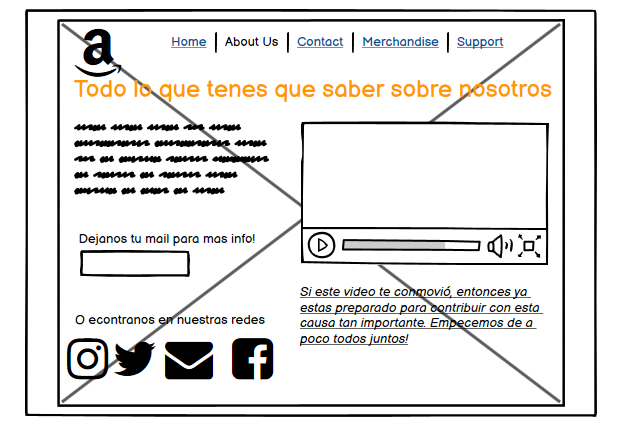 Home About Us Contact Merchandise Support
Todo lo que tenes que saber sobre nosotros
Dejanos tu mail para mas info!
O econtranos en nuestras redes
Si este video te conmovió, entonces ya
estas preparado para contribuir con esta
causa tan importante. Empecemos de a
poco todos juntos!